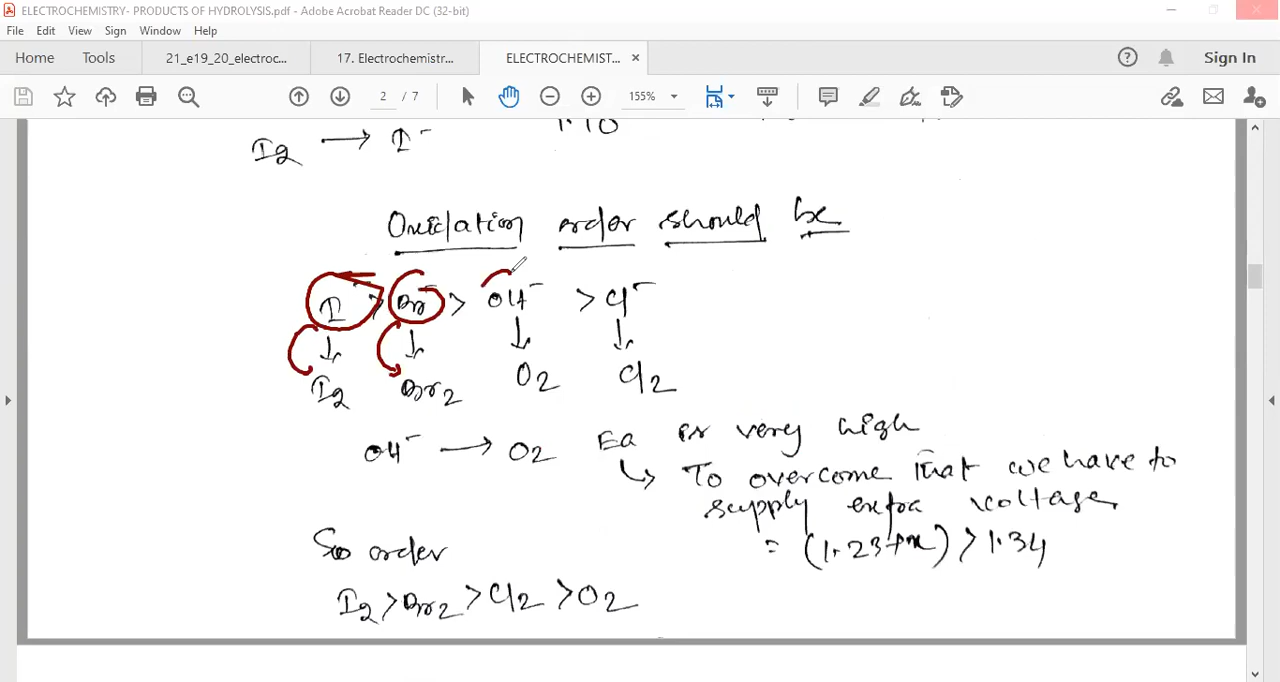 ELECTROCHEMISTRY- PRODUCTS OF HYDROLYSIS.pdf - Adobe Acrobat Reader DC (32-bit)
File Edit View Sign Window Help
Home Tools 21_e19_20_electroc... 17. Electrochemistr... ELECTROCHEMIST... × Sign In
2 / 7 155%
I2 → I-
Oxidation order should be
I- > Br- > OH- > Cl-
↓ ↓ ↓ ↓
I2 Br2 O2 Cl2
OH- → O2 Ea is very high
↳ To overcome that we have to
supply extra voltage
= (1.23+x) > 1.34
So order
I2 > Br2 > Cl2 > O2